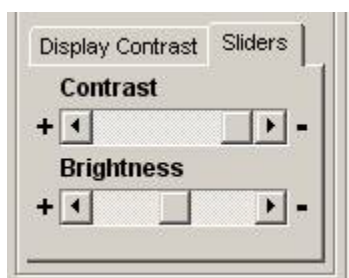 Display Contrast Sliders
Contrast
+ -
Brightness
+ -